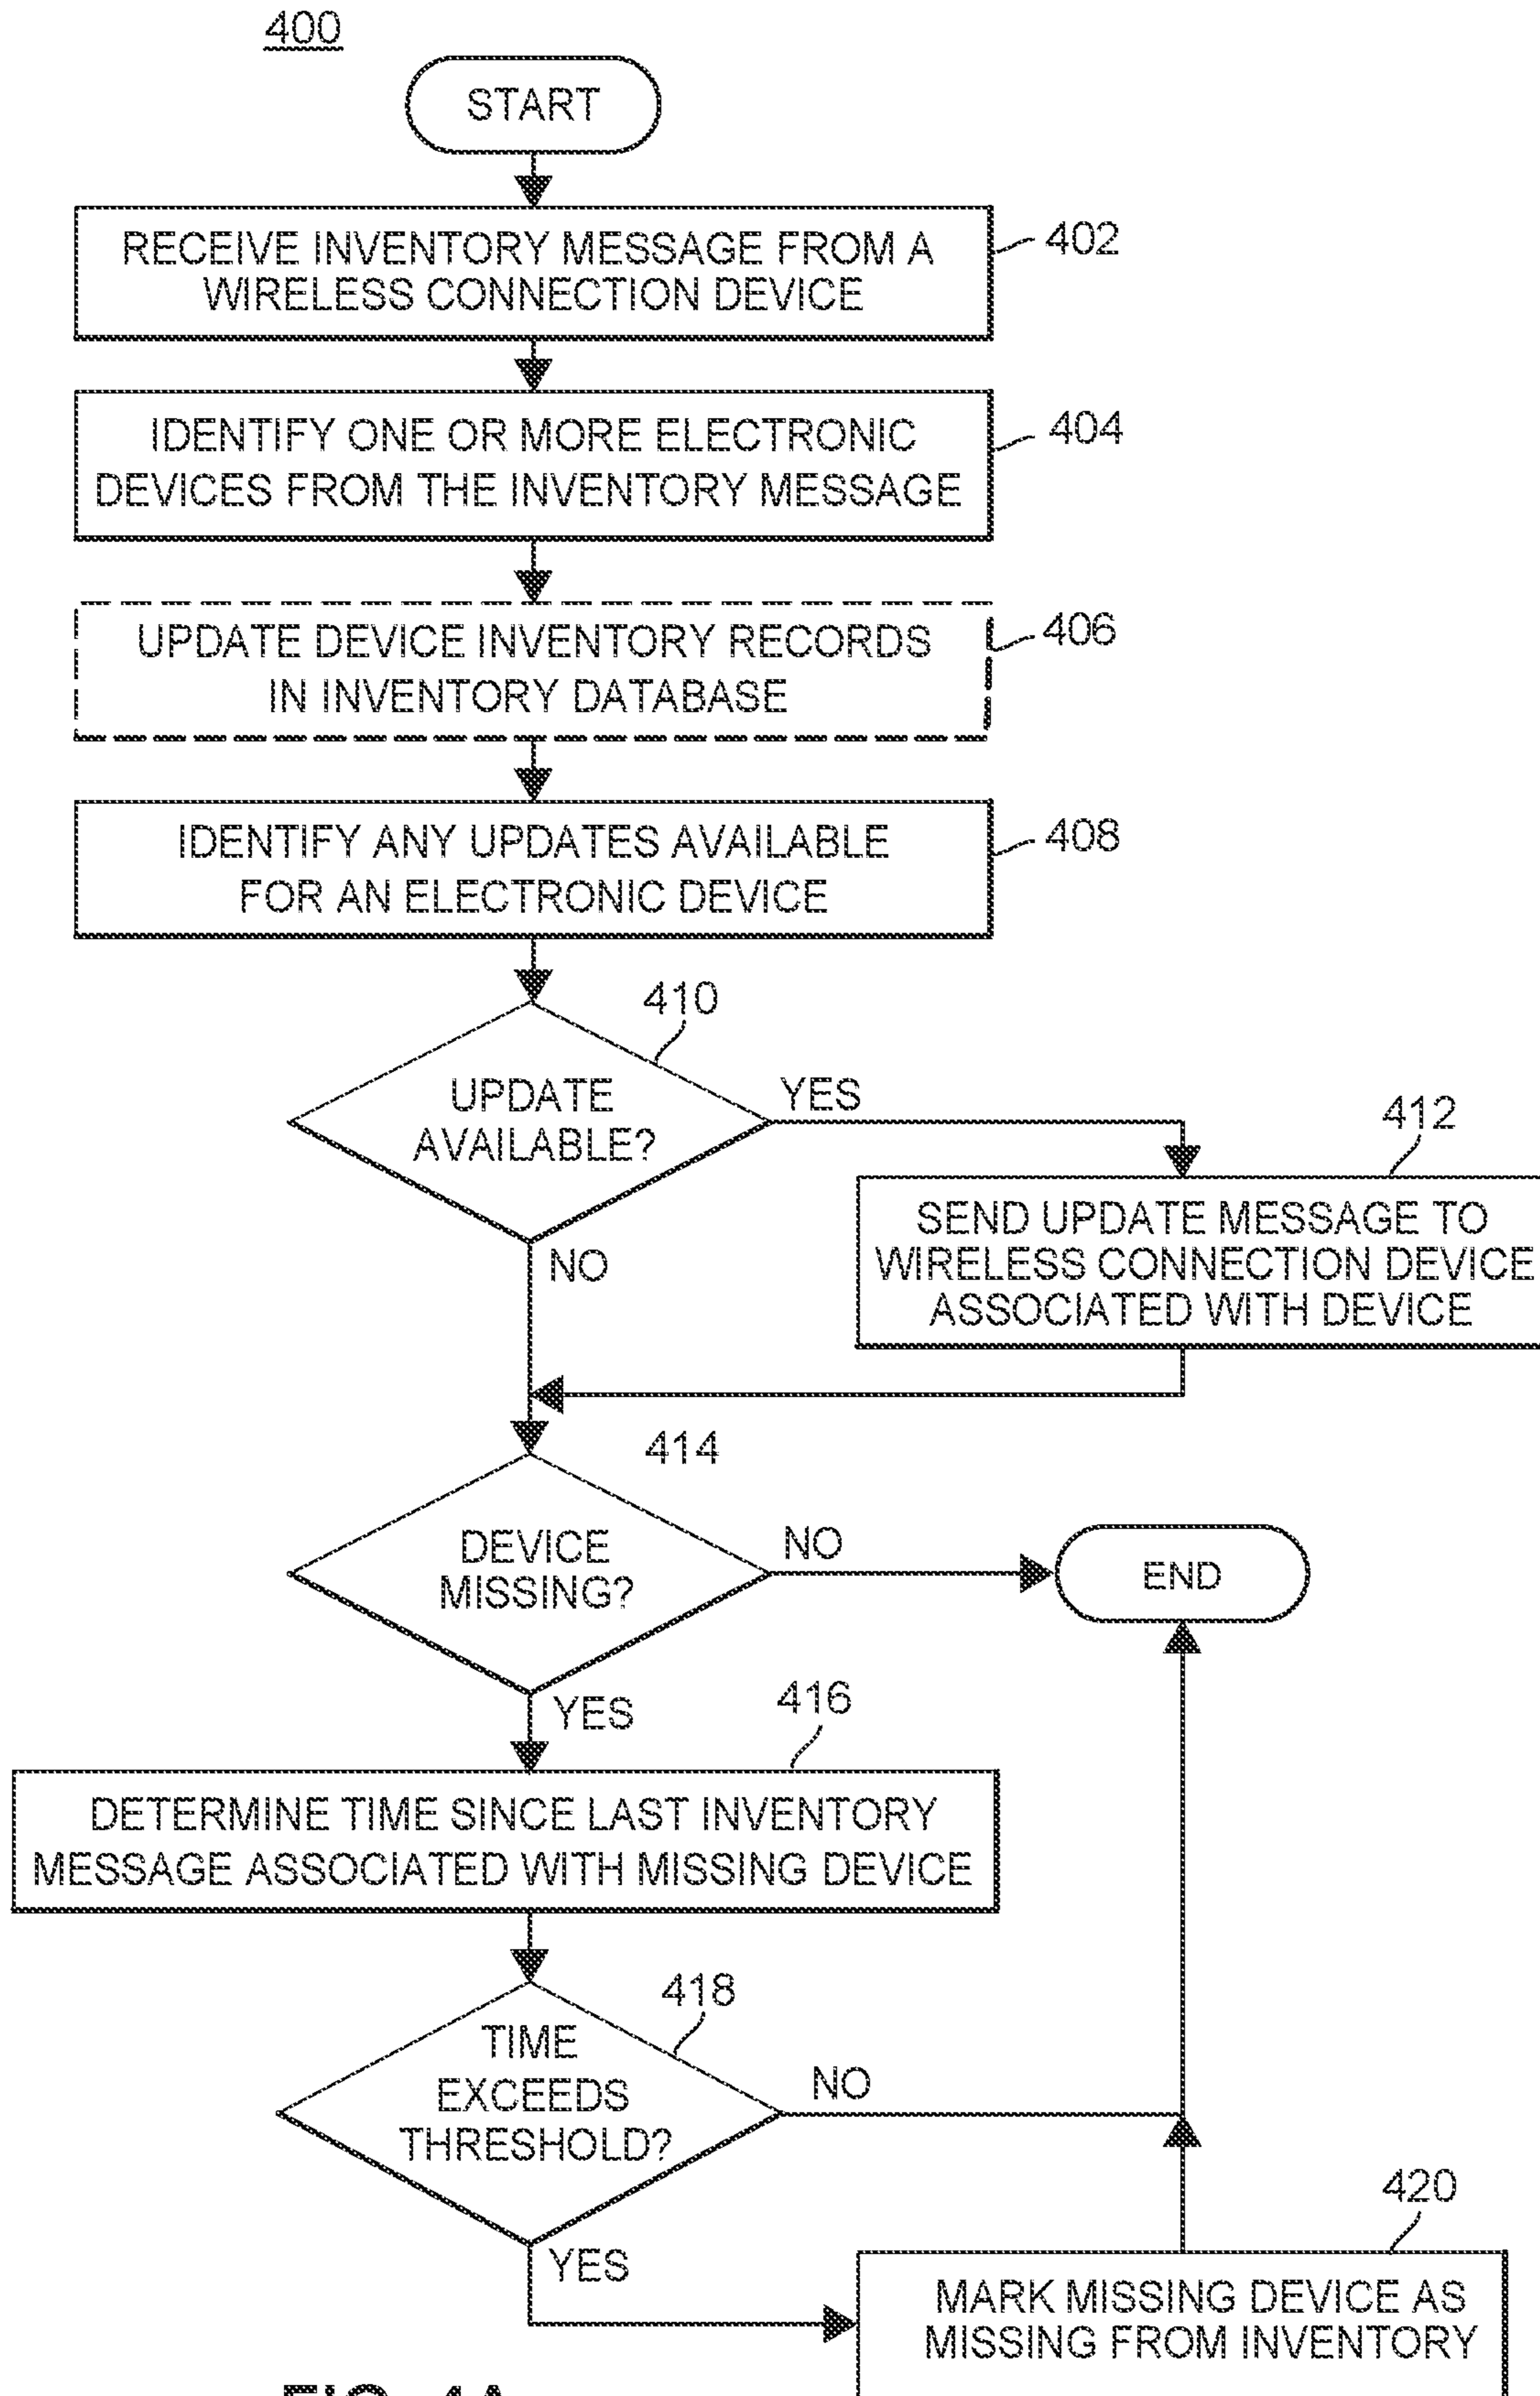 400
START
RECEIVE INVENTORY MESSAGE FROM A
WIRELESS CONNECTION DEVICE
402
IDENTIFY ONE OR MORE ELECTRONIC
DEVICES FROM THE INVENTORY MESSAGE
404
UPDATE DEVICE INVENTORY RECORDS
IN INVENTORY DATABASE
406
IDENTIFY ANY UPDATES AVAILABLE
FOR AN ELECTRONIC DEVICE
408
410
UPDATE
AVAILABLE?
YES
NO
412
SEND UPDATE MESSAGE TO
WIRELESS CONNECTION DEVICE
ASSOCIATED WITH DEVICE
414
DEVICE
MISSING?
NO
END
YES
416
DETERMINE TIME SINCE LAST INVENTORY
MESSAGE ASSOCIATED WITH MISSING DEVICE
418
TIME
EXCEEDS
THRESHOLD?
NO
YES
420
MARK MISSING DEVICE AS
MISSING FROM INVENTORY
FIG. 4A